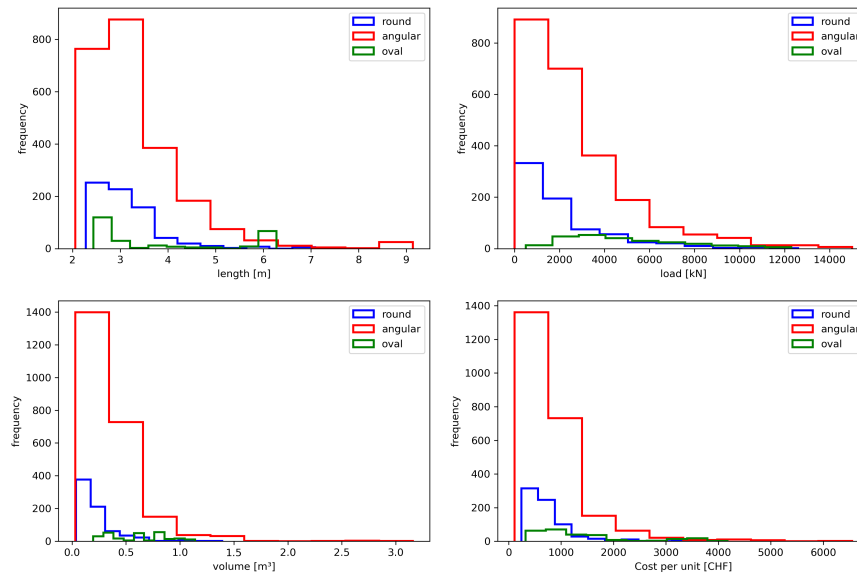 round
angular
oval
frequency
800
600
400
200
0
2 3 4 5 6 7 8 9
length [m]
round
angular
oval
frequency
800
600
400
200
0
0 2000 4000 6000 8000 10000 12000 14000
load [kN]
round
angular
oval
frequency
1400
1200
1000
800
600
400
200
0
0.0 0.5 1.0 1.5 2.0 2.5 3.0
volume [m³]
round
angular
oval
frequency
1400
1200
1000
800
600
400
200
0
0 1000 2000 3000 4000 5000 6000
Cost per unit [CHF]